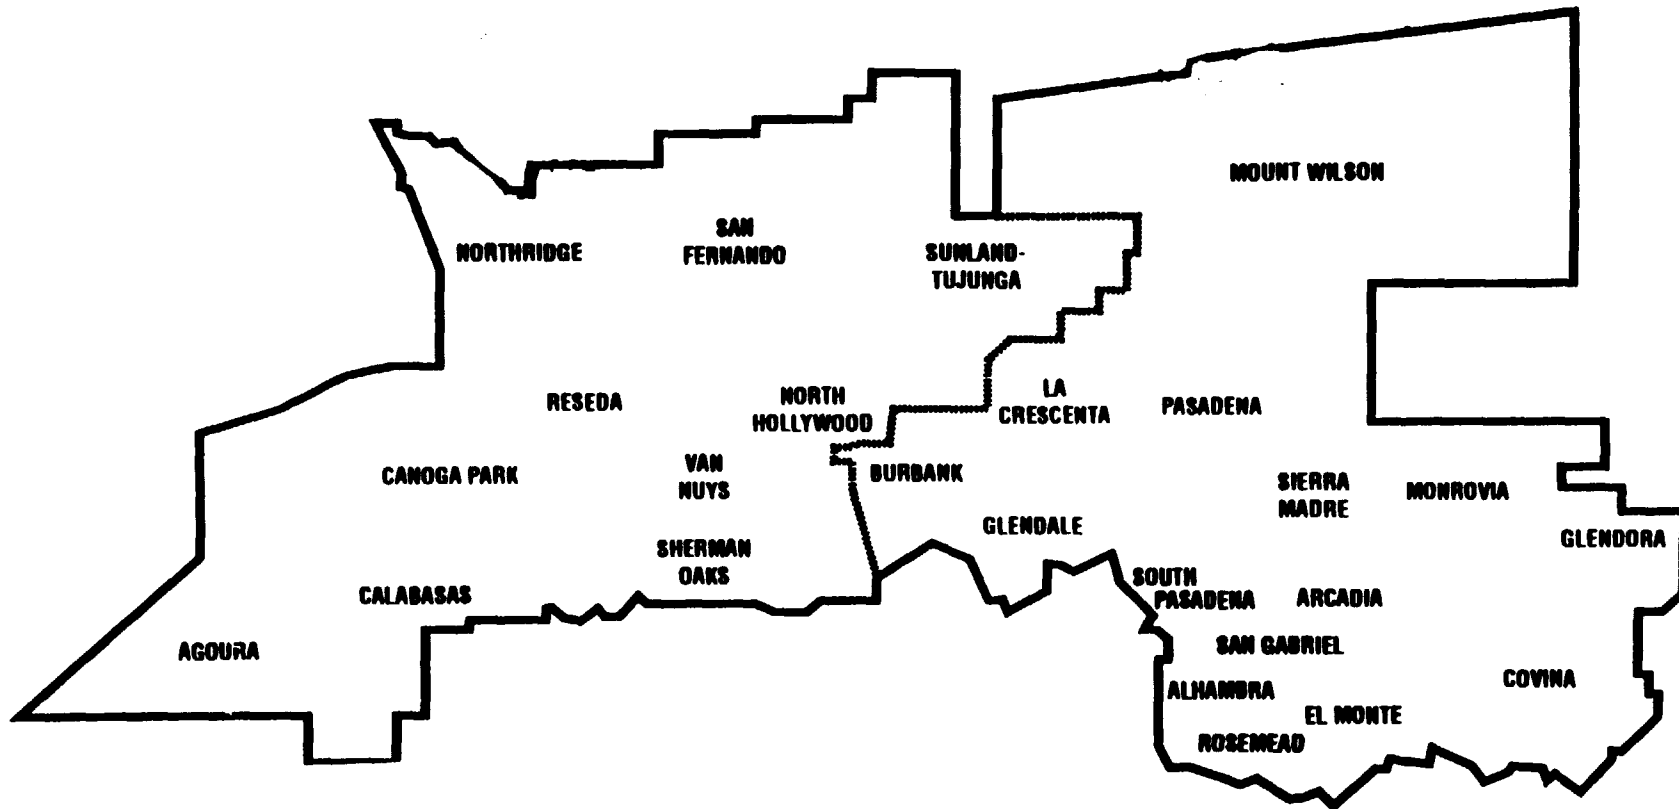 MOUNT WILSON
NORTHRIDGE
SAN
FERNANDO
SUNLAND-
TUJUNGA
RESEDA
NORTH
HOLLYWOOD
LA
CRESCENTA
PASADENA
CANOGA PARK
VAN
NUYS
BURBANK
SIERRA
MADRE
MONROVIA
GLENDALE
GLENDORA
SHERMAN
OAKS
CALABASAS
SOUTH
PASADENA
ARCADIA
AGOURA
SAN GABRIEL
ALHAMBRA
COVINA
EL MONTE
ROSEMEAD